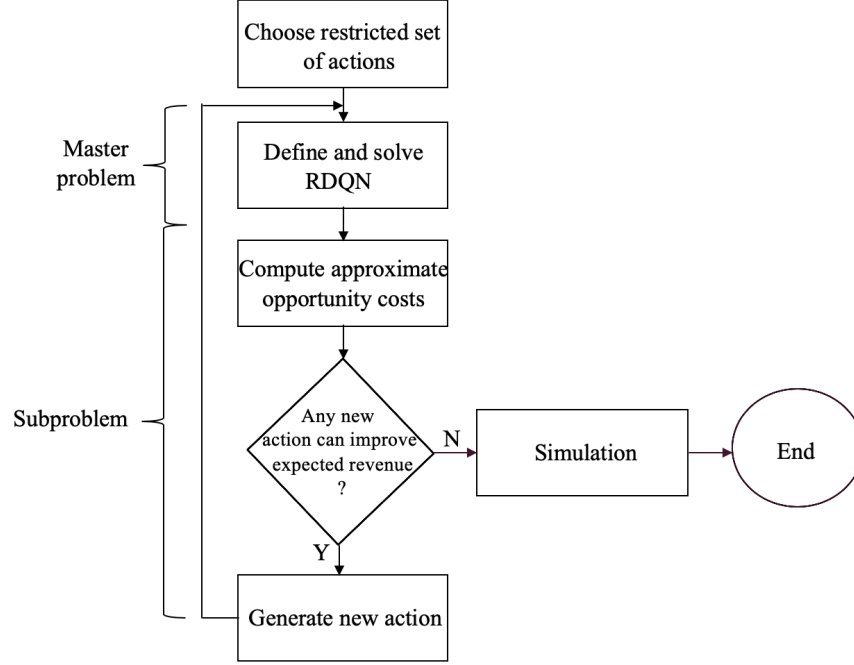 Choose restricted set
of actions
Master
problem
Define and solve
RDQN
Compute approximate
opportunity costs
Subproblem
Any new
action can improve
expected revenue
?
N
Simulation
End
Y
Generate new action